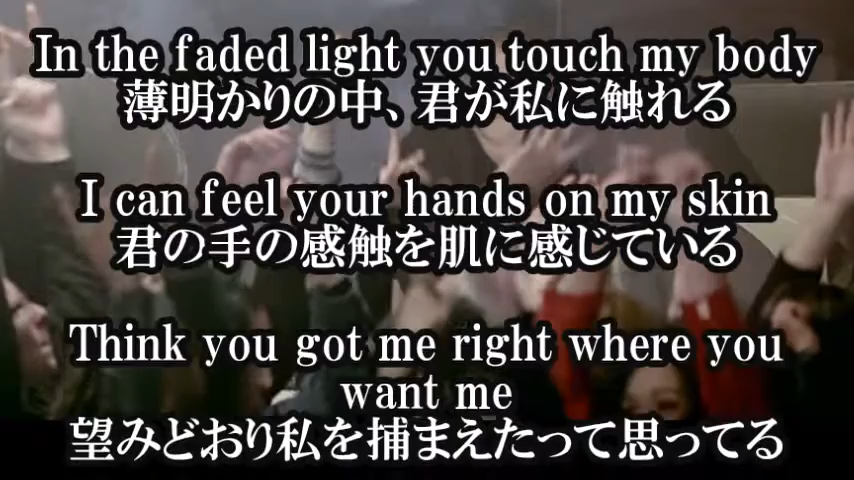 In the faded light you touch my body
薄明かりの中、君が私に触れる
I can feel your hands on my skin
君の手の感触を肌に感じている
Think you got me right where you
want me
望みどおり私を捕まえたって思ってる